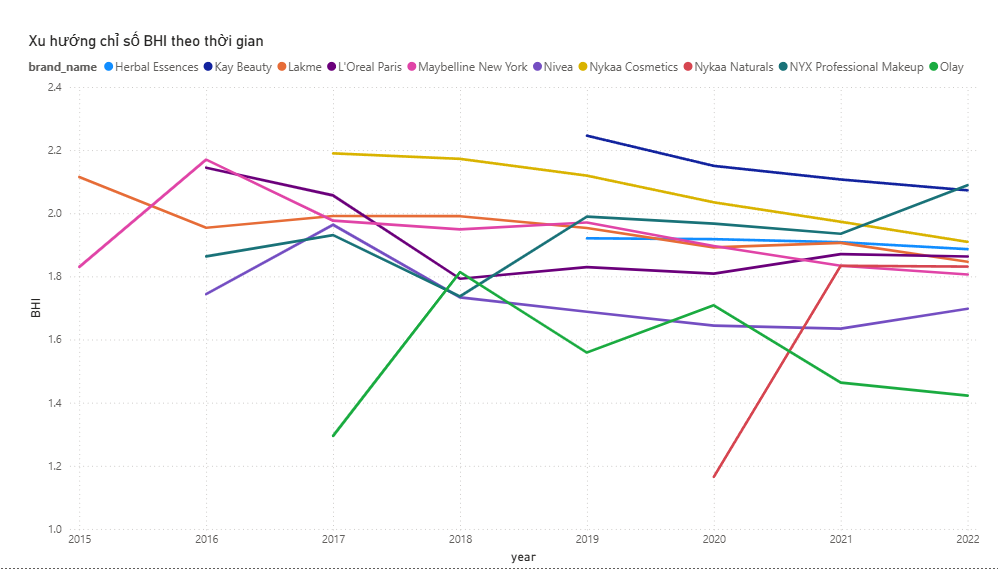 Xu hướng chỉ số BHI theo thời gian
brand_name Herbal Essences Kay Beauty Lakme L'Oreal Paris Maybelline New York Nivea Nykaa Cosmetics Nykaa Naturals NYX Professional Makeup Olay
2.4
2.2
2.0
1.8
1.6
1.4
1.2
1.0
BHI
2015 2016 2017 2018 2019 2020 2021 2022
year